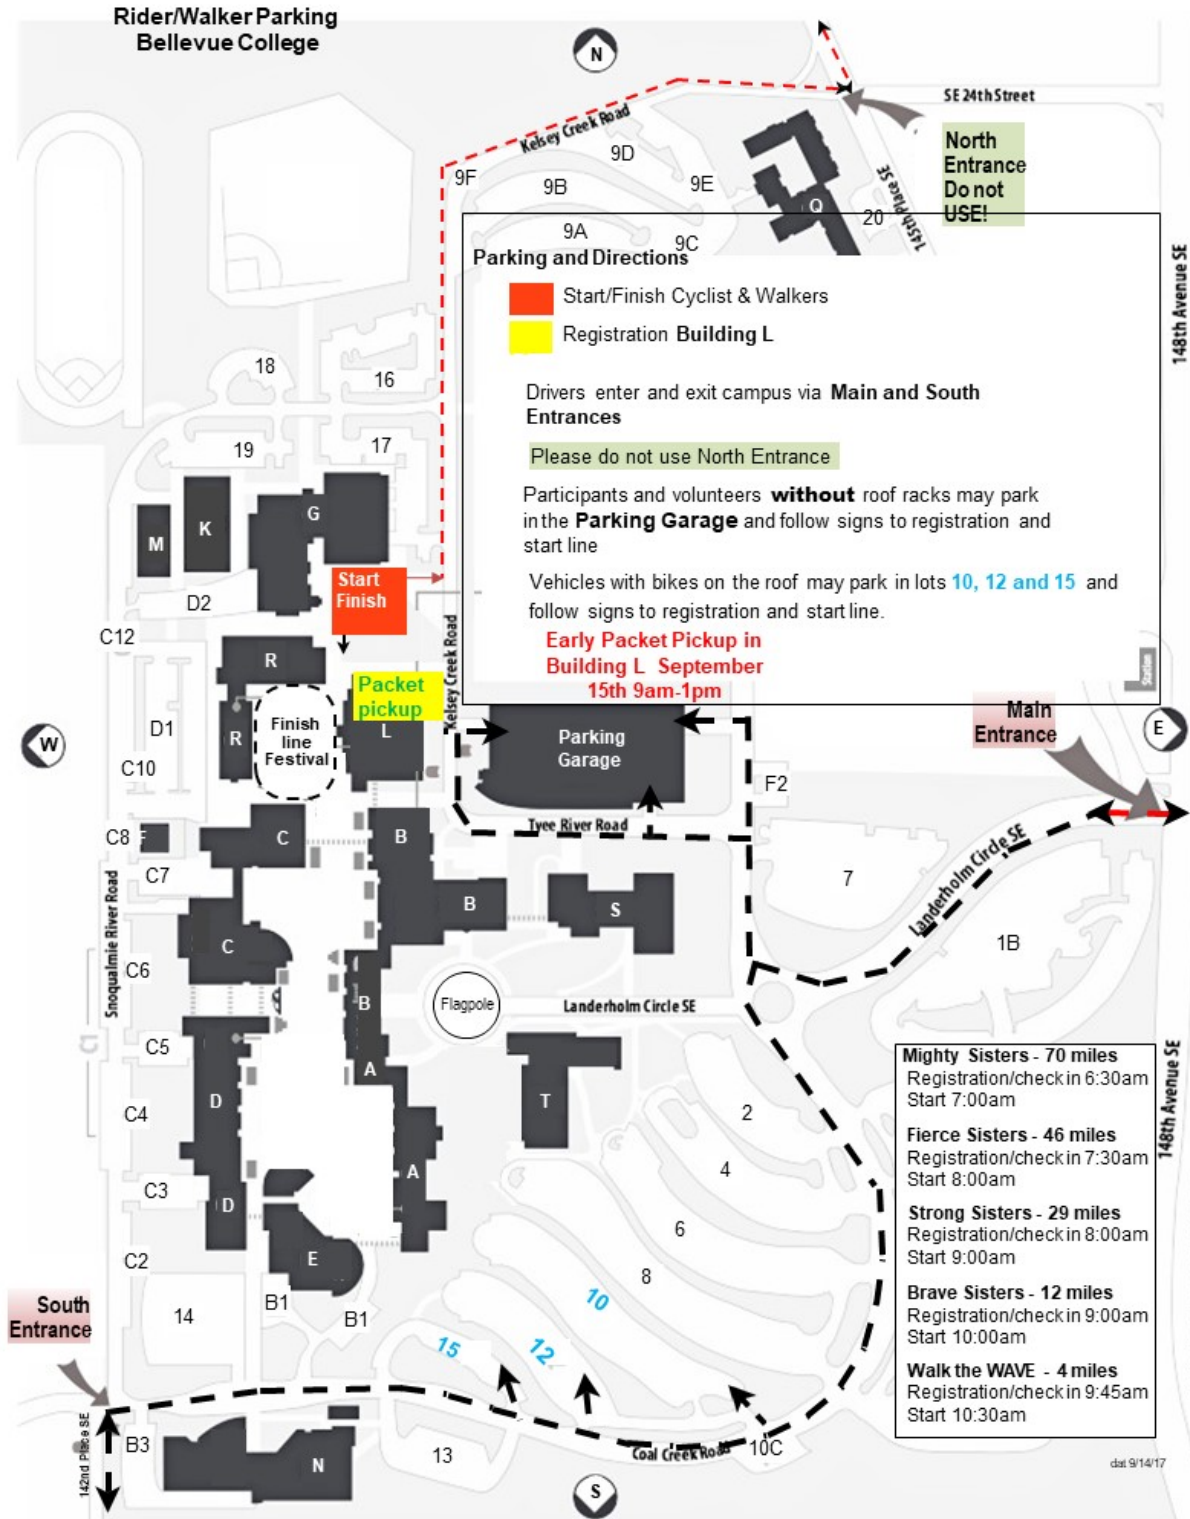 Rider/Walker Parking
Bellevue College
N
SE 24th Street
Kelsey Creek Road
North
Entrance
Do not
USE!
9D
9F
9B
9E
Q
20
145th Place SE
9A
9C
Parking and Directions
Start/Finish Cyclist & Walkers
Registration Building L
148th Avenue SE
18
16
Drivers enter and exit campus via Main and South
Entrances
19
17
Please do not use North Entrance
Participants and volunteers without roof racks may park
in the Parking Garage and follow signs to registration and
start line
G
K
M
Start
Finish
Vehicles with bikes on the roof may park in lots 10, 12 and 15 and
follow signs to registration and start line.
D2
C12
Kelsey Creek Road
Early Packet Pickup in
Building L September
15th 9am-1pm
R
Station
Packet
pickup
Main
Entrance
E
W
D1
R
Finish
line
Festival
L
Parking
Garage
C10
F2
Tyee River Road
C8
F
C
B
Landerholm Circle SE
C7
7
Snoqualmie River Road
B
S
C
1B
C6
B
Flagpole
Landerholm Circle SE
C1
C5
A
T
D
C4
2
148th Avenue SE
Mighty Sisters - 70 miles
Registration/check in 6:30am
Start 7:00am
Fierce Sisters - 46 miles
Registration/check in 7:30am
Start 8:00am
Strong Sisters - 29 miles
Registration/check in 8:00am
Start 9:00am
Brave Sisters - 12 miles
Registration/check in 9:00am
Start 10:00am
Walk the WAVE - 4 miles
Registration/check in 9:45am
Start 10:30am
4
A
C3
D
6
C2
E
8
South
Entrance
14
B1
B1
10
15
12
142nd Place SE
B3
N
13
Coal Creek Road
10C
dat 9/14/17
S